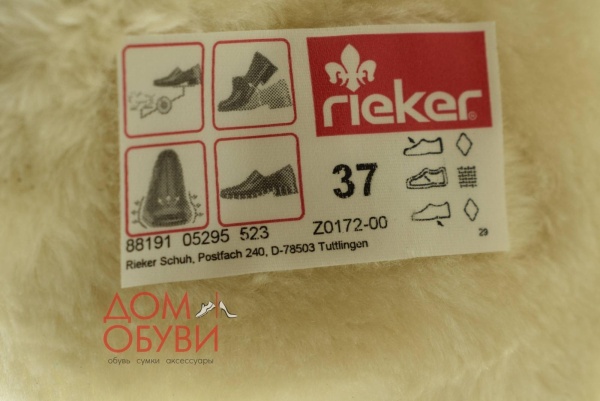 rieker®
37
88191 05295 523
Z0172-00
29
Rieker Schuh, Postfach 240, D-78503 Tuttlingen
ДОМ
ОБУВИ
обувь сумки аксессуары